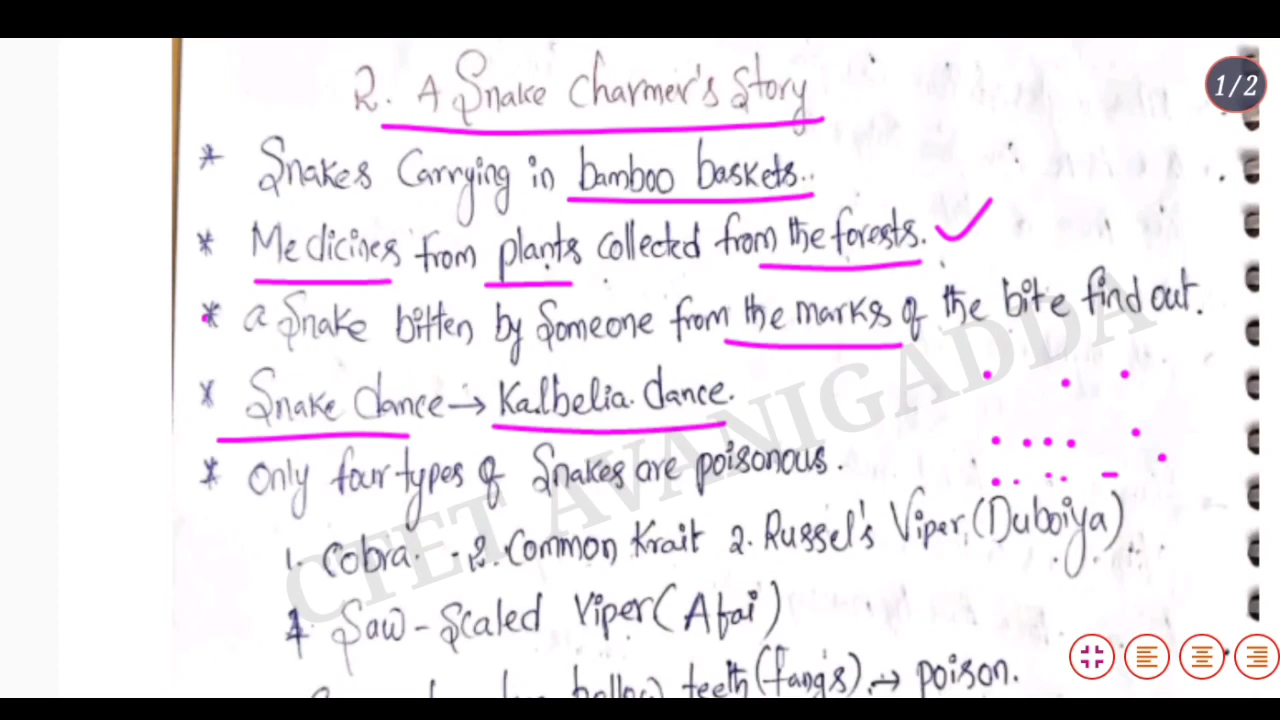 2. A Snake Charmer's Story
1/2
* Snakes Carrying in bamboo baskets..
* Medicines from plants collected from the forests.
* a Snake bitten by Someone from the marks of the bite find out.
* Snake dance → Kalbelia dance.
* only four types of Snakes are poisonous.
1. Cobra. 2. Common Krait 2. Russel's Viper, (Duboiya)
4 Saw-Scaled Viper (Afai)
hollow teeth (fang's). → poison.
CFET AVANIGADDA